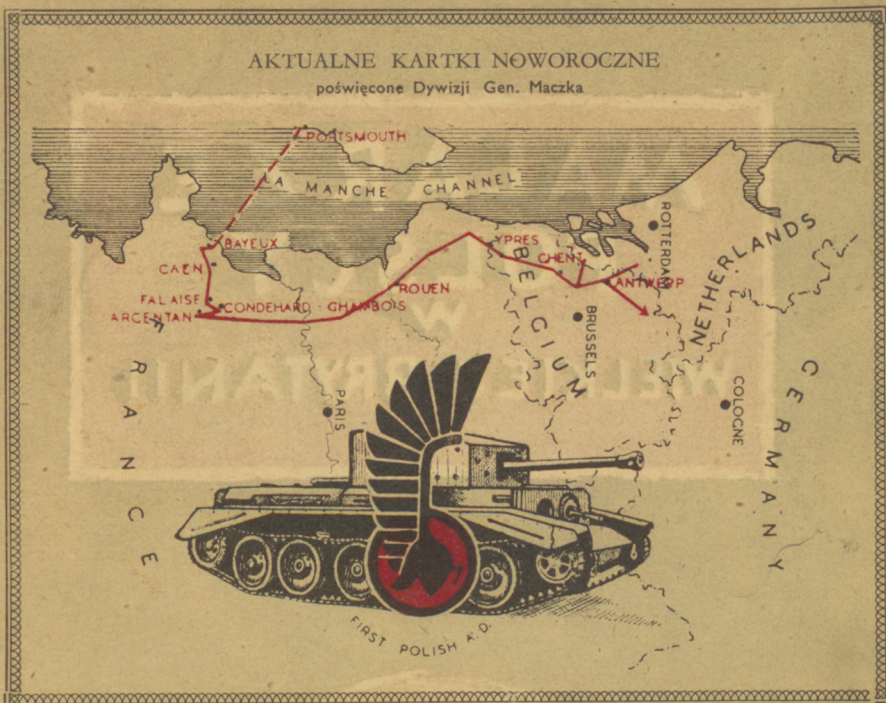 AKTUALNE KARTKI NOWOROCZNE
poświęcone Dywizji Gen. Maczka
PORTSMOUTH
LA MANCHE CHANNEL
BAYEUX
CAEN
FALAISE
ARGENTAN
CONDEHARD
CHAMBOIS
ROUEN
YPRES
GHENT
ANTWERP
ROTTERDAM
NETHERLANDS
BELGIUM
BRUSSELS
PARIS
COLOGNE
FRANCE
GERMANY
FIRST POLISH A.D.